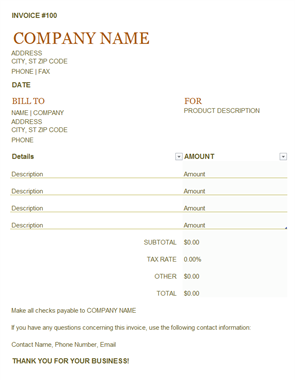 INVOICE #100
COMPANY NAME
ADDRESS
CITY, ST ZIP CODE
PHONE | FAX
DATE
BILL TO
FOR
NAME | COMPANY
PRODUCT DESCRIPTION
ADDRESS
CITY, ST ZIP CODE
PHONE
Details AMOUNT
Description Amount
Description Amount
Description Amount
Description Amount
SUBTOTAL $0.00
TAX RATE 0.00%
OTHER $0.00
TOTAL $0.00
Make all checks payable to COMPANY NAME
If you have any questions concerning this invoice, use the following contact information:
Contact Name, Phone Number, Email
THANK YOU FOR YOUR BUSINESS!